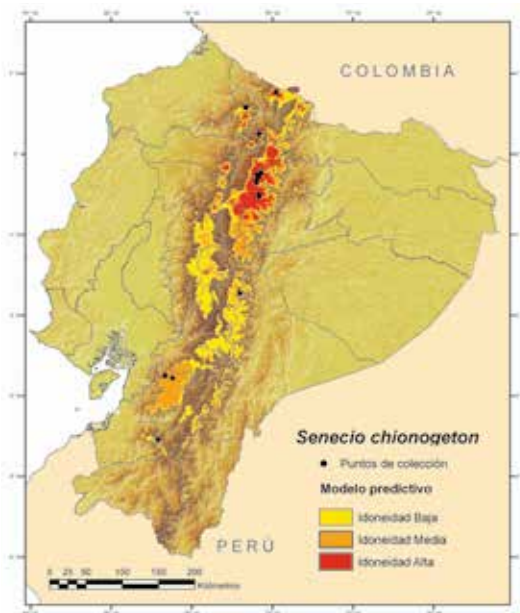 COLOMBIA
Senecio chionogeton
Puntos de colección
Modelo predictivo
Idoneidad Baja
Idoneidad Media
Idoneidad Alta
PERÚ
0 25 50 100 150 200
Kilómetros